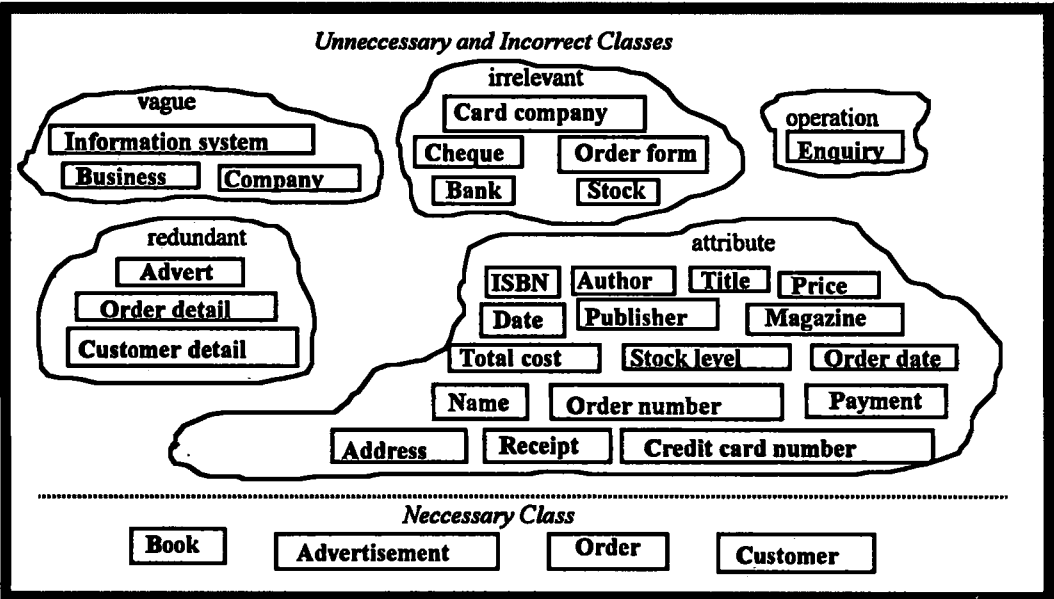 Unneccessary and Incorrect Classes
vague
Information system
Business Company
irrelevant
Card company
Cheque Order form
Bank Stock
operation
Enquiry
redundant
Advert
Order detail
Customer detail
attribute
ISBN Author Title Price
Date Publisher Magazine
Total cost Stock level Order date
Name Order number Payment
Address Receipt Credit card number
Neccessary Class
Book Advertisement Order Customer